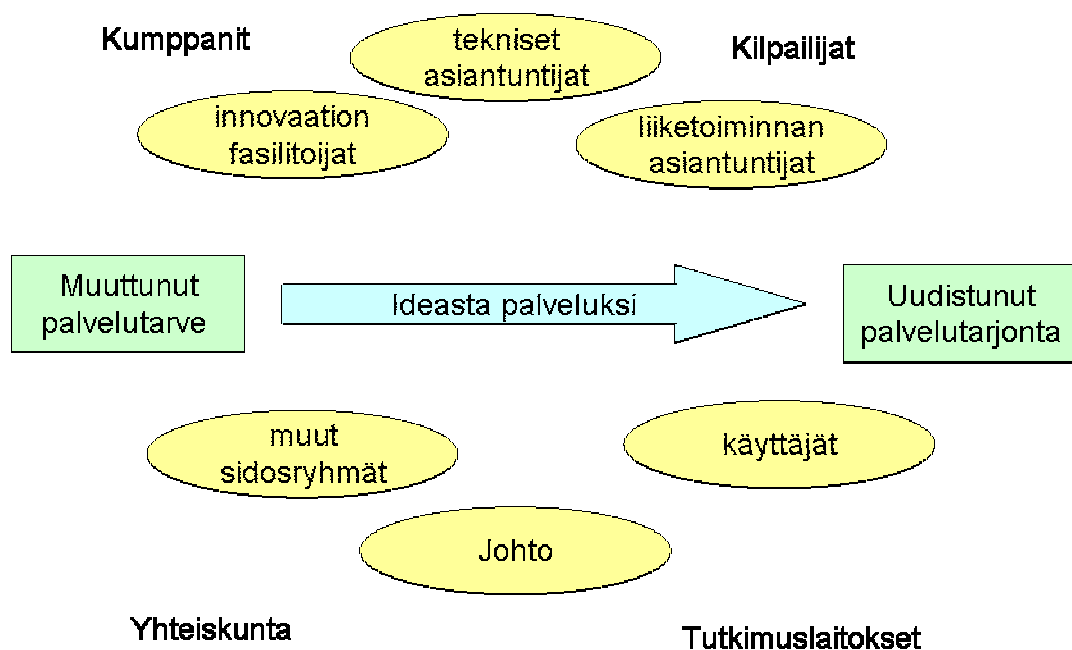 Kumppanit
tekniset
asiantuntijat
Kilpailijat
innovaation
fasilitoijat
liiketoiminnan
asiantuntijat
Muuttunut
palvelutarve
Ideasta palveluksi
Uudistunut
palvelutarjonta
muut
sidosryhmät
käyttäjät
Johto
Yhteiskunta
Tutkimuslaitokset